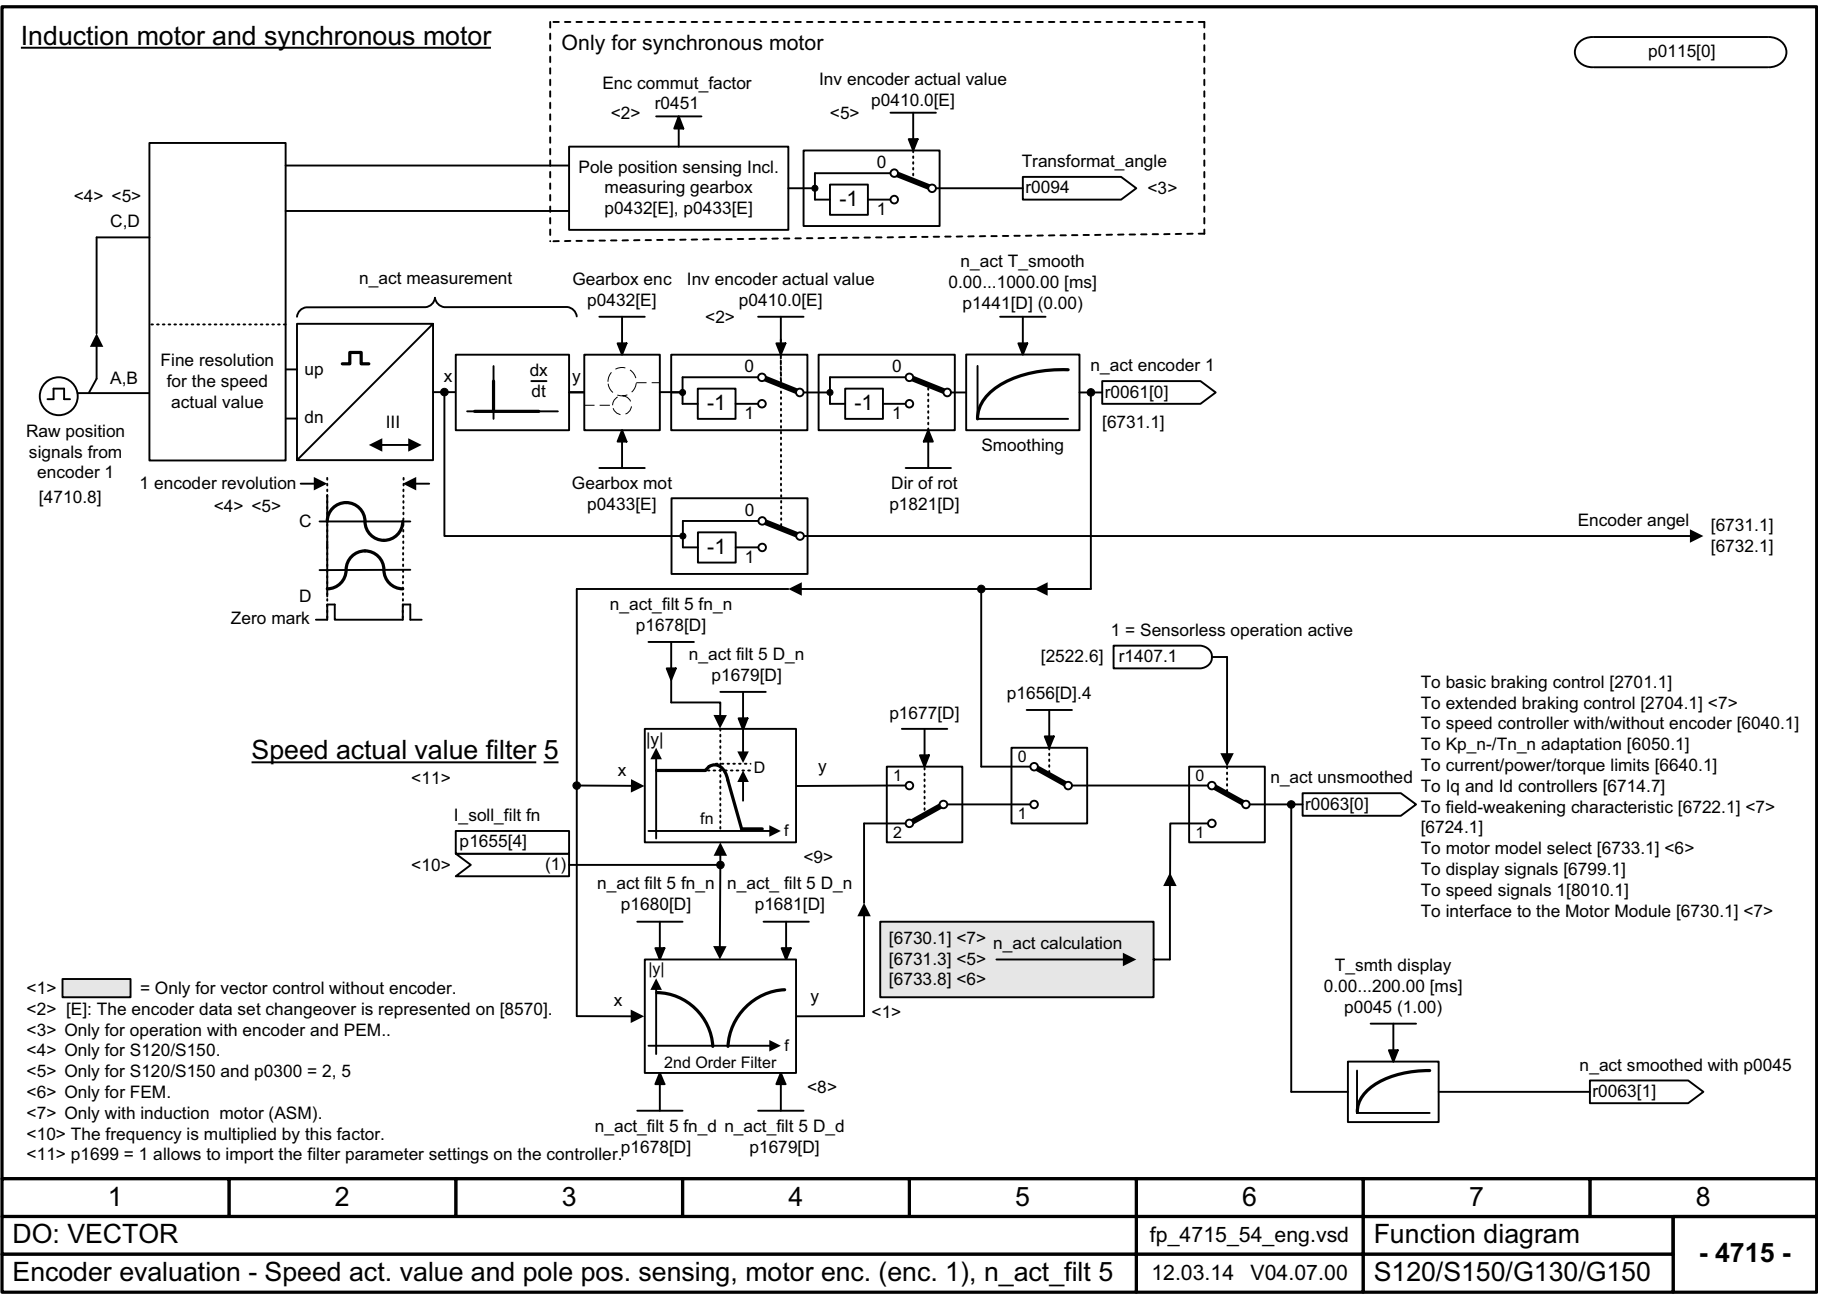 Induction motor and synchronous motor
Only for synchronous motor
p0115[0]
Enc commut_factor
<2> r0451
Inv encoder actual value
<5> p0410.0[E]
Pole position sensing Incl.
measuring gearbox
p0432[E], p0433[E]
0
-1
1
Transformat_angle
r0094 <3>
<4> <5>
C,D
A,B
Fine resolution
for the speed
actual value
Raw position
signals from
encoder 1
[4710.8]
n_act measurement
up
dn
III
x
dx
dt
y
Gearbox enc
p0432[E]
Gearbox mot
p0433[E]
Inv encoder actual value
p0410.0[E]
<2>
0
-1
1
0
-1
1
Dir of rot
p1821[D]
n_act T_smooth
0.00...1000.00 [ms]
p1441[D] (0.00)
Smoothing
n_act encoder 1
r0061[0]
[6731.1]
1 encoder revolution
<4> <5>
C
D
Zero mark
0
-1
1
Encoder angel
[6731.1]
[6732.1]
n_act_filt 5 fn_n
p1678[D]
n_act filt 5 D_n
p1679[D]
Speed actual value filter 5
<11>
x
|y|
D
fn
f
y
I_soll_filt fn
p1655[4]
<10> (1)
<9>
n_act filt 5 fn_n
p1680[D]
n_act_ filt 5 D_n
p1681[D]
x
|y|
f
2nd Order Filter
y
<8>
n_act_filt 5 fn_d
p1678[D]
n_act_filt 5 D_d
p1679[D]
p1677[D]
1
2
p1656[D].4
0
1
1 = Sensorless operation active
[2522.6] r1407.1
0
1
n_act unsmoothed
r0063[0]
[6730.1] <7>
[6731.3] <5>
[6733.8] <6>
n_act calculation
<1>
To basic braking control [2701.1]
To extended braking control [2704.1] <7>
To speed controller with/without encoder [6040.1]
To Kp_n-/Tn_n adaptation [6050.1]
To current/power/torque limits [6640.1]
To Iq and Id controllers [6714.7]
To field-weakening characteristic [6722.1] <7>
[6724.1]
To motor model select [6733.1] <6>
To display signals [6799.1]
To speed signals 1[8010.1]
To interface to the Motor Module [6730.1] <7>
T_smth display
0.00...200.00 [ms]
p0045 (1.00)
n_act smoothed with p0045
r0063[1]
<1> = Only for vector control without encoder.
<2> [E]: The encoder data set changeover is represented on [8570].
<3> Only for operation with encoder and PEM..
<4> Only for S120/S150.
<5> Only for S120/S150 and p0300 = 2, 5
<6> Only for FEM.
<7> Only with induction motor (ASM).
<10> The frequency is multiplied by this factor.
<11> p1699 = 1 allows to import the filter parameter settings on the controller.
1 2 3 4 5 6 7 8
DO: VECTOR
fp_4715_54_eng.vsd
Function diagram
- 4715 -
Encoder evaluation - Speed act. value and pole pos. sensing, motor enc. (enc. 1), n_act_filt 5
12.03.14 V04.07.00
S120/S150/G130/G150